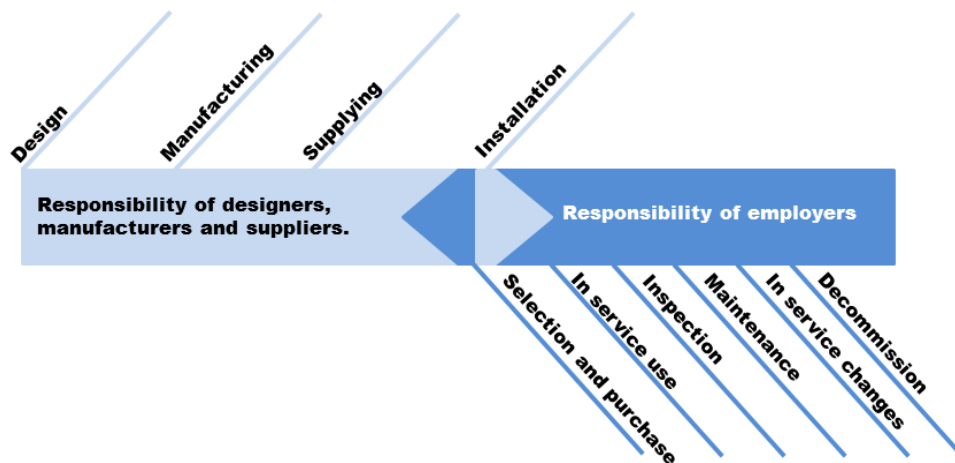 Design
Manufacturing
Supplying
Installation
Responsibility of designers,
manufacturers and suppliers.
Responsibility of employers
Selection and purchase
In service use
Inspection
Maintenance
In service changes
Decommission